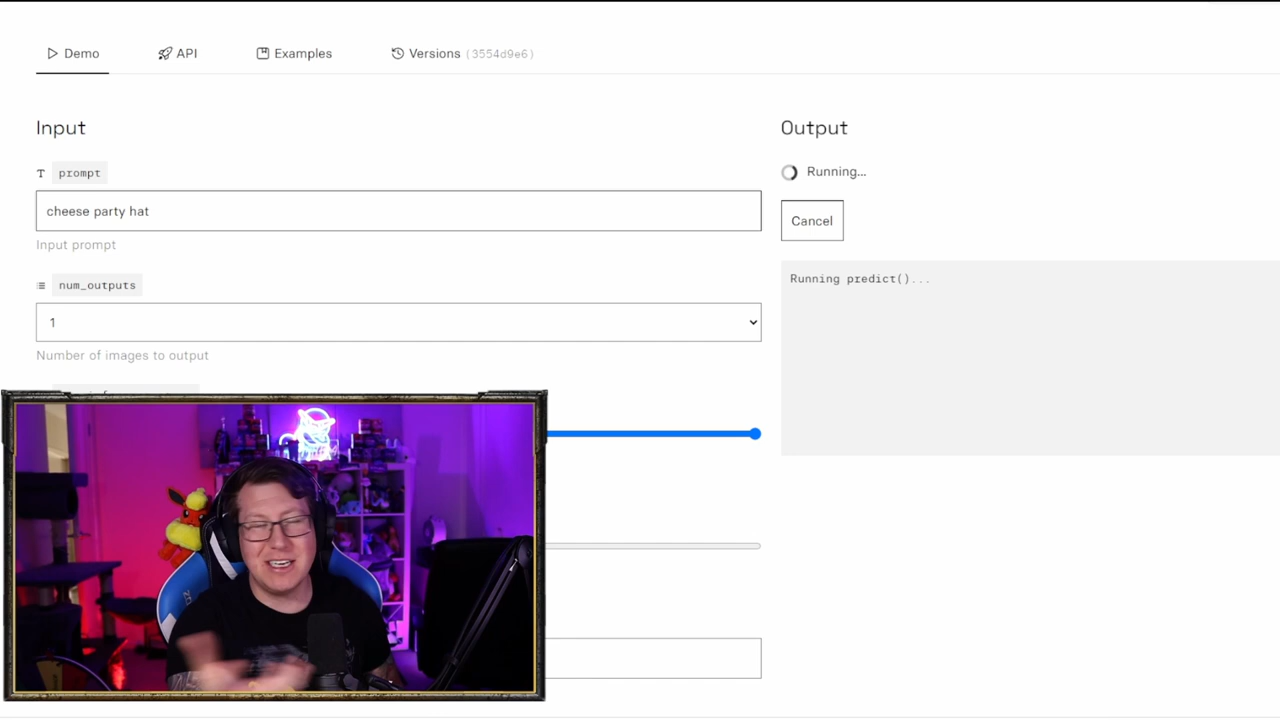 Demo
API
Examples
Versions (3554d9e6)
Input
prompt
cheese party hat
Input prompt
num_outputs
1
Number of images to output
Output
Running...
Cancel
Running predict()...